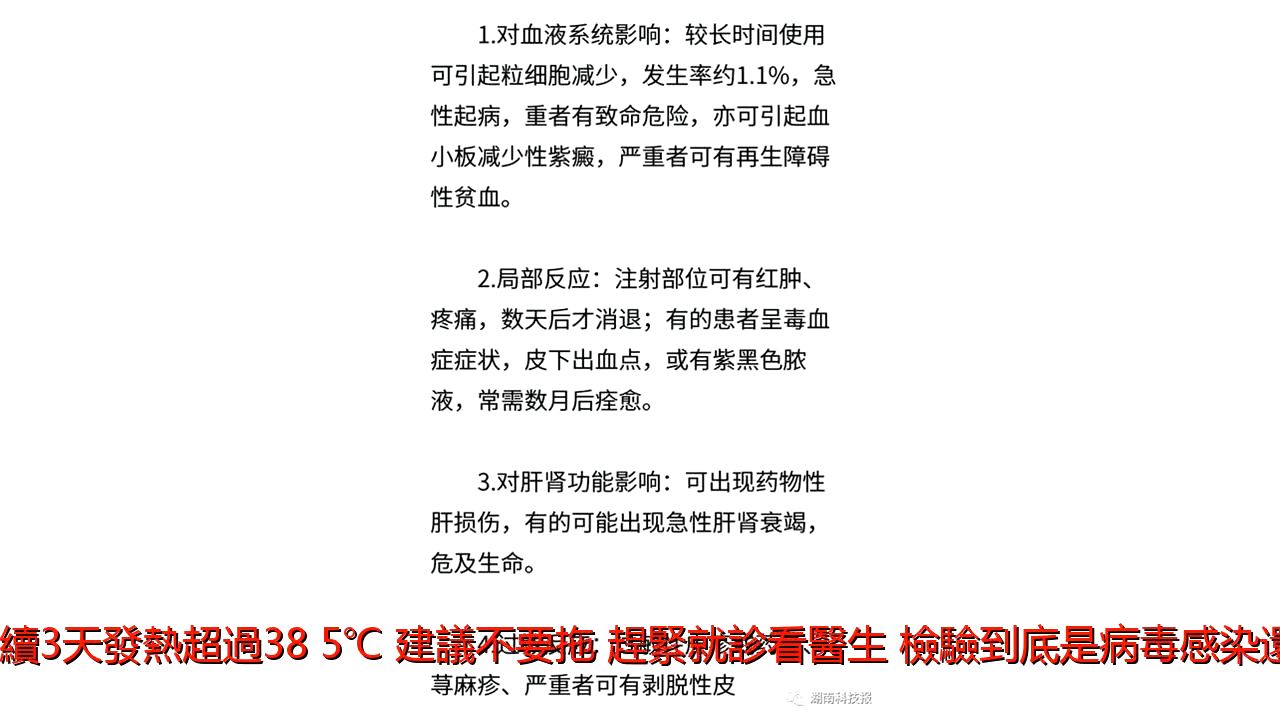 1.对血液系统影响：较长时间使用
可引起粒细胞减少，发生率约1.1%，急
性起病，重者有致命危险，亦可引起血
小板减少性紫癜，严重者可有再生障碍
性贫血。
2.局部反应：注射部位可有红肿、
疼痛，数天后才消退；有的患者呈毒血
症症状，皮下出血点，或有紫黑色脓
液，常需数月后痊愈。
3.对肝肾功能影响：可出现药物性
肝损伤，有的可能出现急性肝肾衰竭，
危及生命。
續3天發熱超過38 5℃ 建議不要拖 趕緊就診看醫生 檢驗到底是病毒感染還
荨麻疹、严重者可有剥脱性皮
湖南科技报